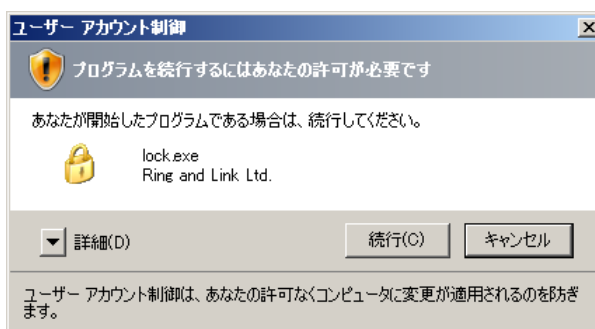 ユーザー アカウント制御
プログラムを続行するにはあなたの許可が必要です
あなたが開始したプログラムである場合は、続行してください。
lock.exe
Ring and Link Ltd.
詳細(D)
続行(C)
キャンセル
ユーザー アカウント制御は、あなたの許可なくコンピュータに変更が適用されるのを防ぎ
ます。